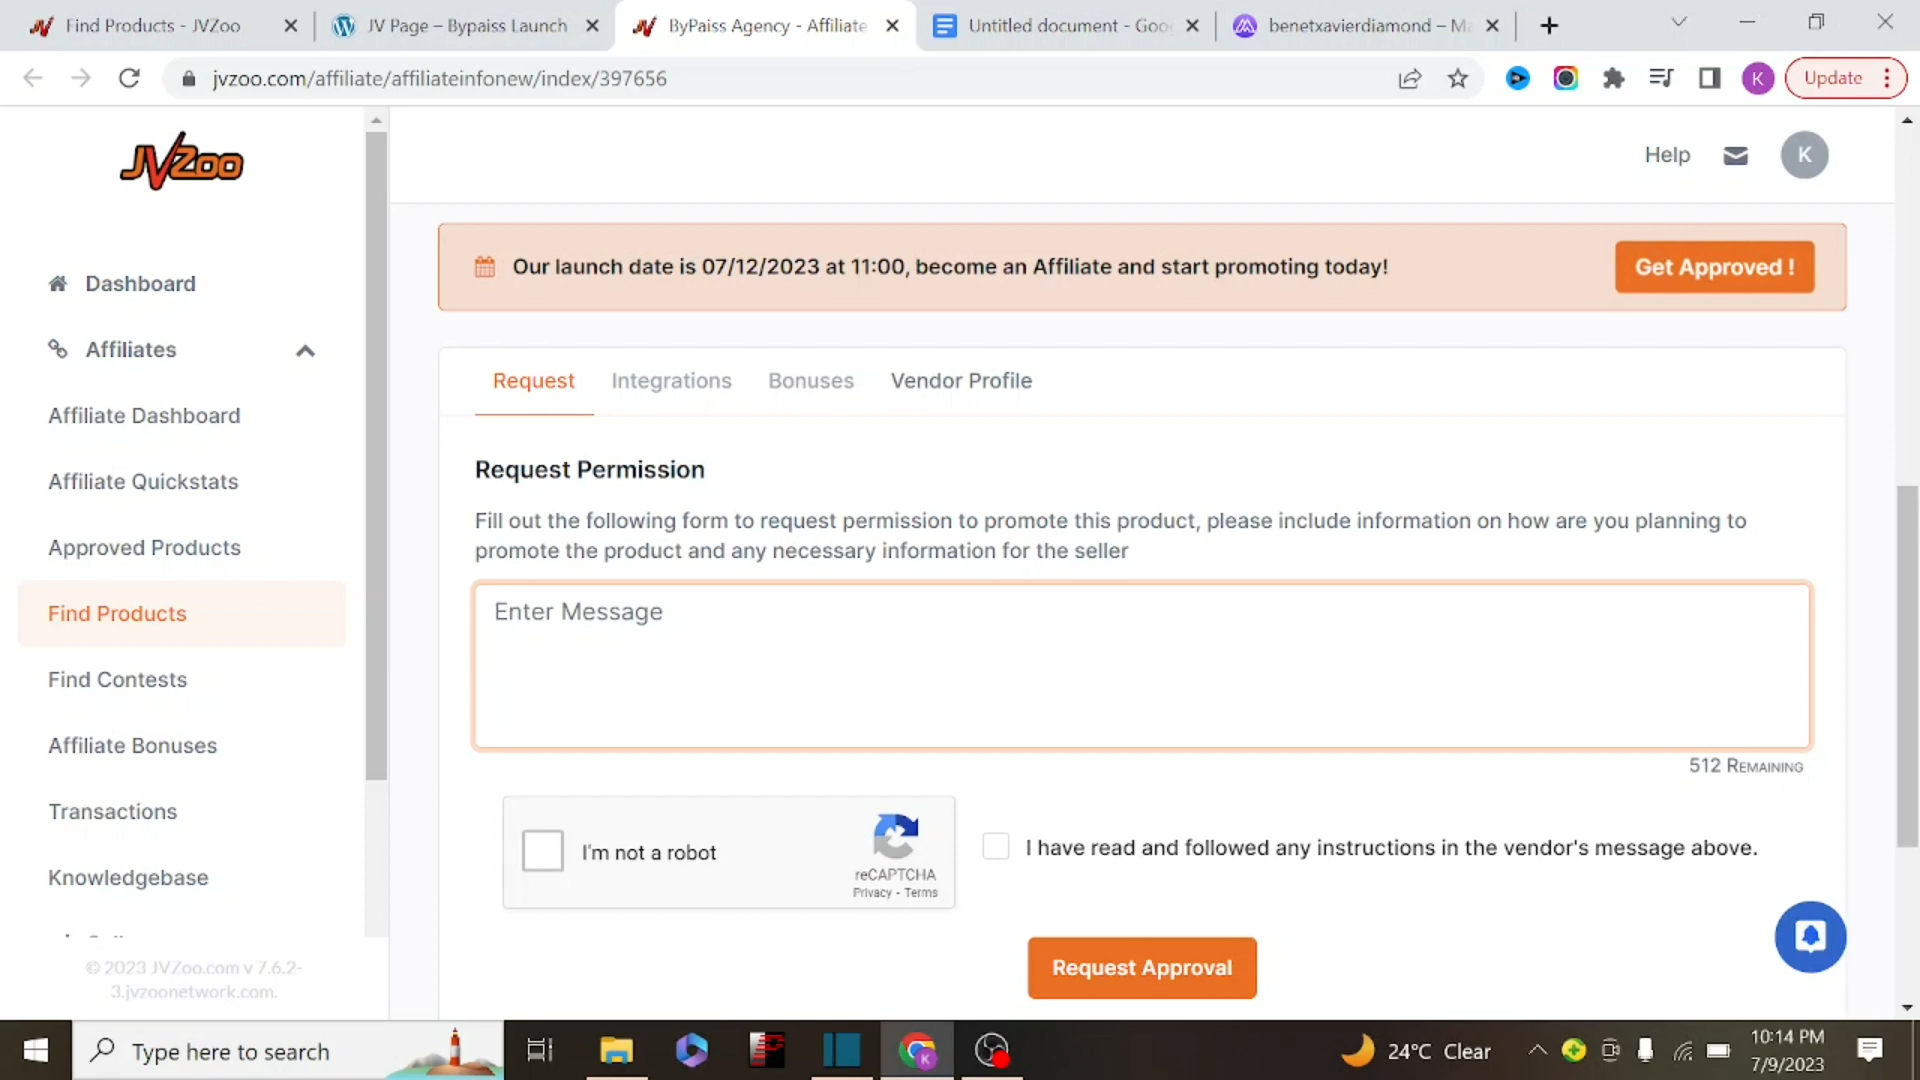 Find Products - JVZoo
JV Page – Bypaiss Launch
ByPaiss Agency - Affiliate
Untitled document - Goo
benetxavierdiamond – Ma
jvzoo.com/affiliate/affiliateinfonew/index/397656
K
Update
JVZoo
Help
K
Our launch date is 07/12/2023 at 11:00, become an Affiliate and start promoting today!
Get Approved !
Dashboard
Affiliates
Affiliate Dashboard
Affiliate Quickstats
Approved Products
Find Products
Find Contests
Affiliate Bonuses
Transactions
Knowledgebase
© 2023 JVZoo.com v 7.6.2-
3.jvzoonetwork.com.
Request
Integrations
Bonuses
Vendor Profile
Request Permission
Fill out the following form to request permission to promote this product, please include information on how are you planning to
promote the product and any necessary information for the seller
Enter Message
512 REMAINING
I'm not a robot
reCAPTCHA
Privacy - Terms
I have read and followed any instructions in the vendor's message above.
Request Approval
Type here to search
K
24°C Clear
10:14 PM
7/9/2023